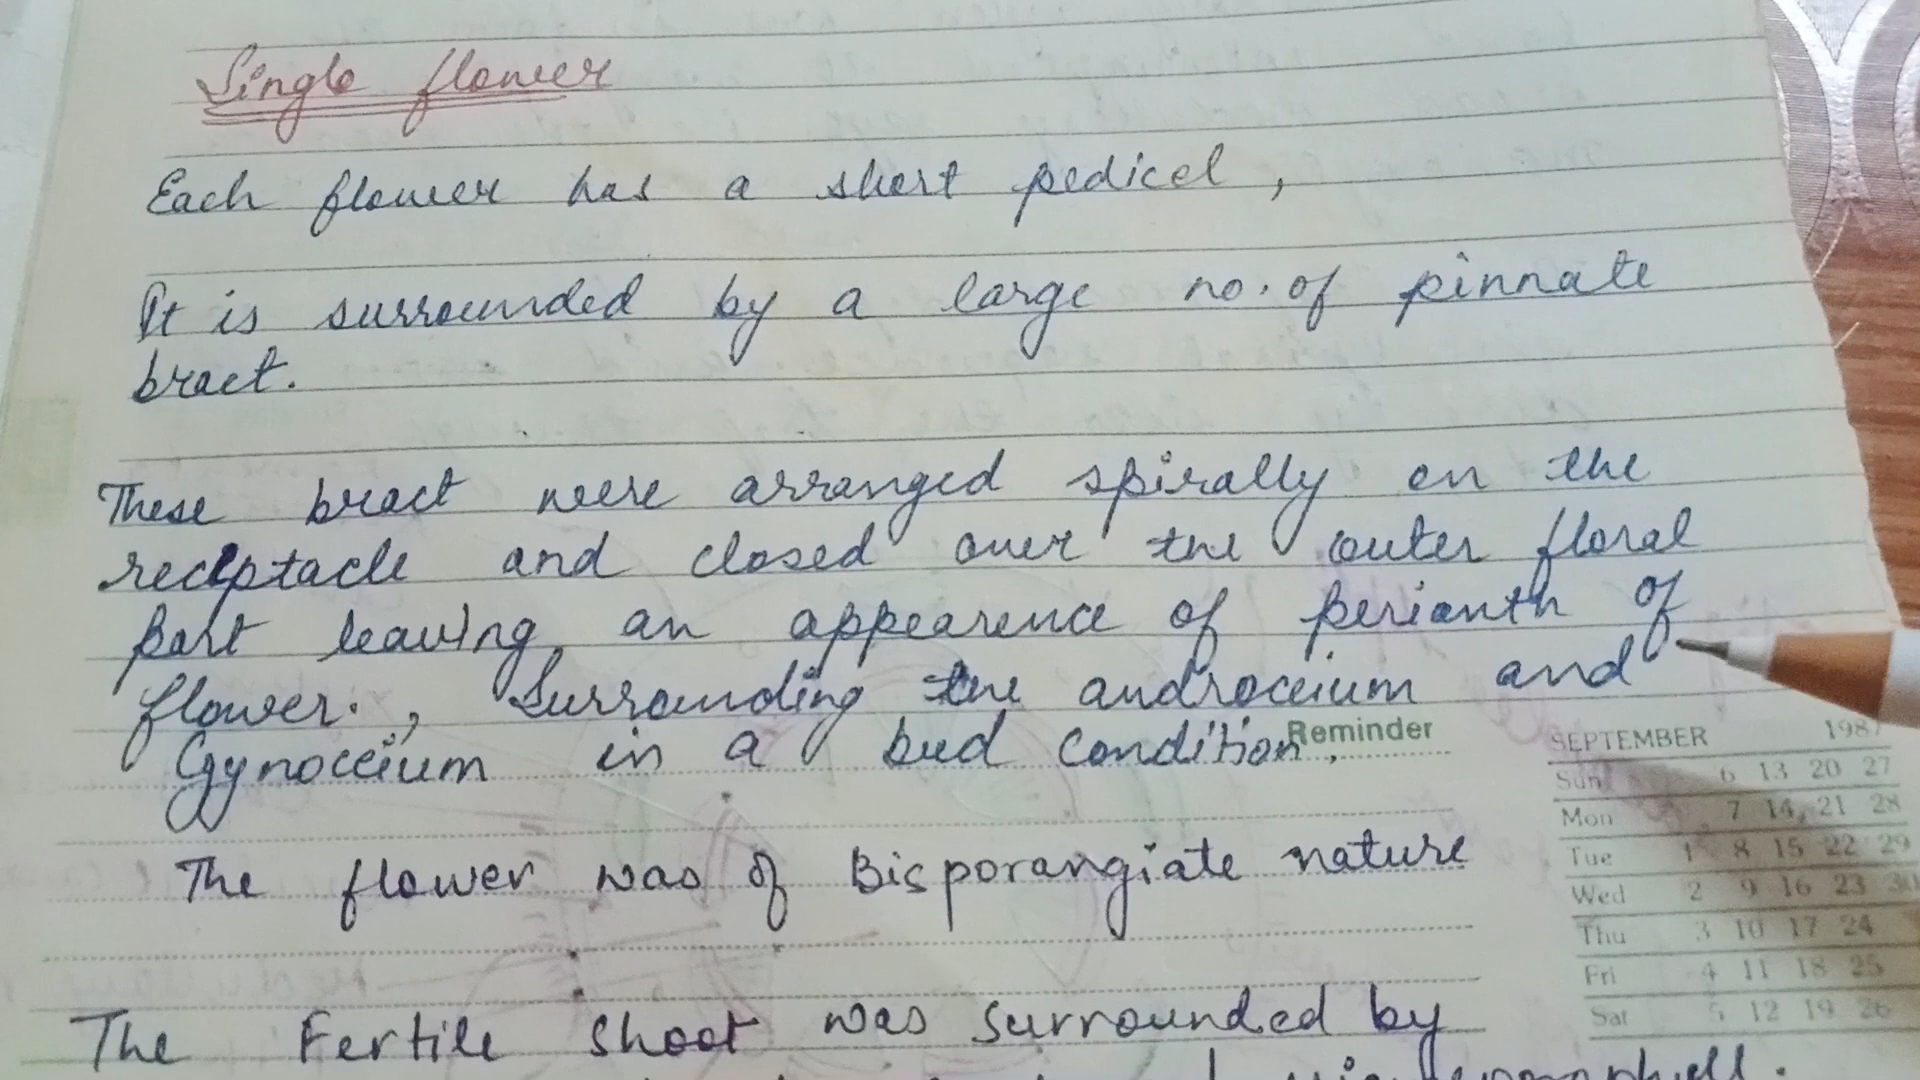 Single flower
Each flower has a short pedicel,
It is surrounded by a large no. of pinnate
bract.
These bract were arranged spirally on the
receptacle and closed over the outer floral
part leaving an appearence of perianth of
flower. , Surrounding the androceium and
Gynoceium in a bud condition,
Reminder
The flower was of Bisporangiate nature
The Fertile shoot was surrounded by
SEPTEMBER 1987
Sun 6 13 20 27
Mon 7 14 21 28
Tue 1 8 15 22 29
Wed 2 9 16 23 30
Thu 3 10 17 24
Fri 4 11 18 25
Sat 5 12 19 26